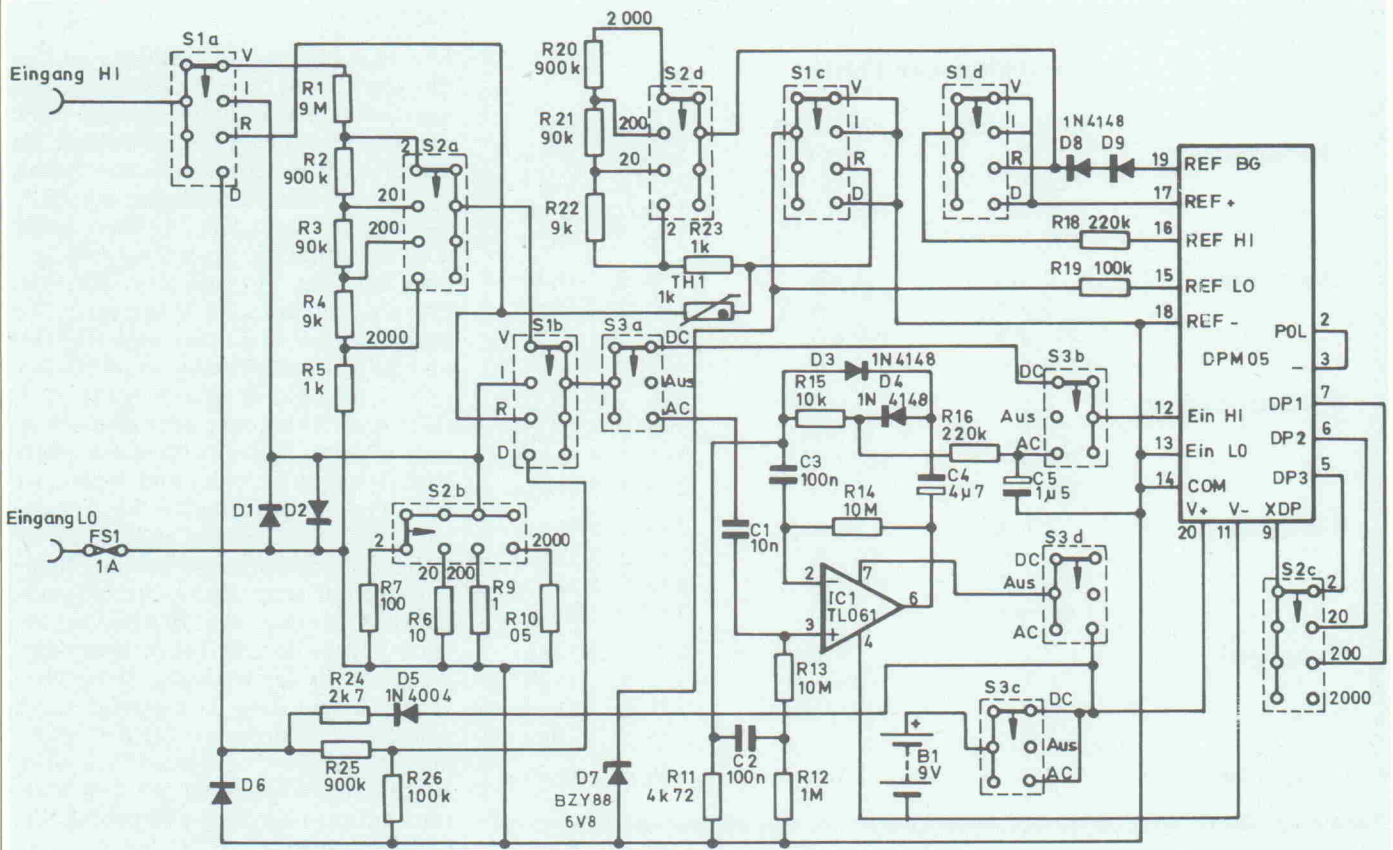 Eingang HI
S1a
V
I
R
D
R1
9M
R2
900k
R3
90k
R4
9k
R5
1k
2
S2a
20
200
2000
2 000
R20
900k
R21
90k
R22
9k
200
20
2
S2d
R23
1k
TH1
1k
S1c
V
I
R
D
S1d
V
I
R
D
1N4148
D8 D9
R18 220k
R19 100k
19 REF BG
17 REF +
16 REF HI
15 REF LO
18 REF-
12 Ein HI
13 Ein LO
14 COM
V+ V- XDP
20 11 9
POL 2
- 3
DPM 05
DP1 7
DP2 6
DP3 5
S1b
V
I
R
D
S3a
DC
Aus
AC
D3 1N4148
R15
10k
D4
1N 4148
R16
220k
C3
100n
C4
4µ7
R14
10M
C5
1µ5
S3b
DC
Aus
AC
C1
10n
2
-
3
+
IC1
TL061
7
6
4
S3d
DC
Aus
AC
S2c
2
20
200
2000
Eingang LO
FS1
1A
D1
D2
S2b
2
20
200
2000
R7
100
R6
10
R9
1
R10
05
R24
2k7
D5
1N4004
R25
900k
D6
R26
100k
D7
BZY88
6V8
R13
10M
C2
100n
R11
4k72
R12
1M
+
B1
9V
S3c
DC
Aus
AC